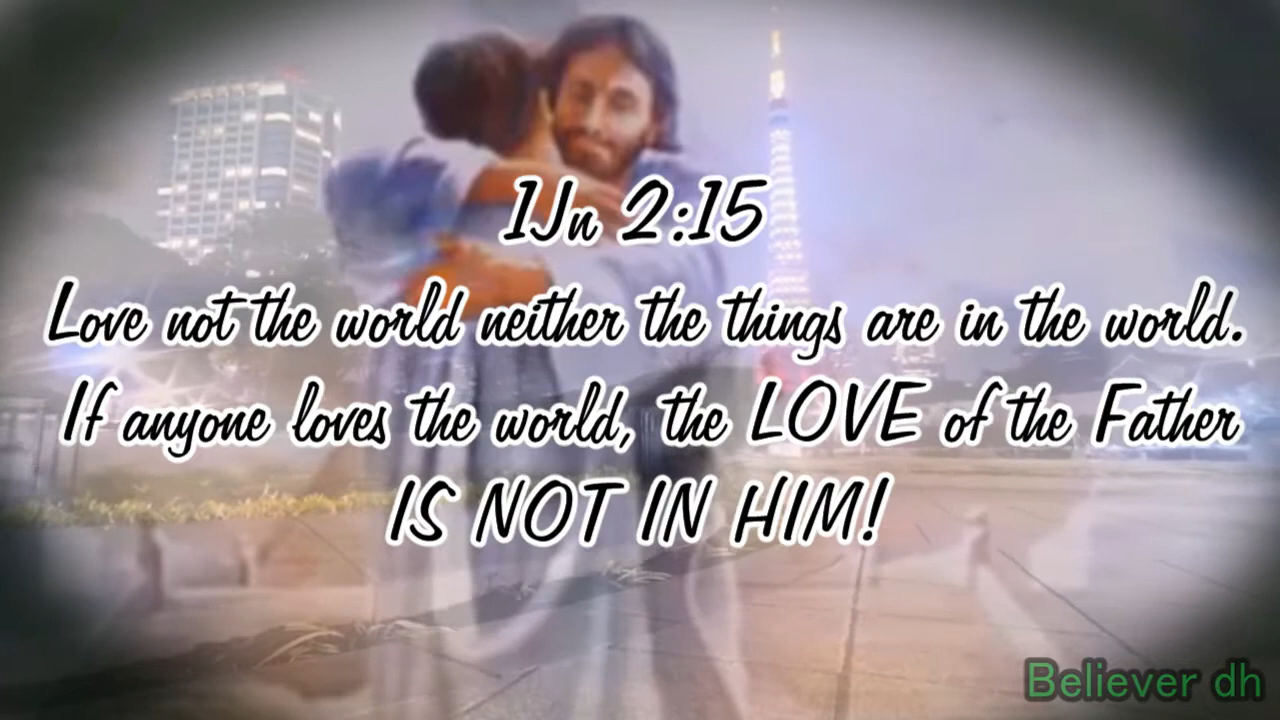 1Jn 2:15
Love not the world neither the things are in the world.
If anyone loves the world, the LOVE of the Father
IS NOT IN HIM!
Believer dh